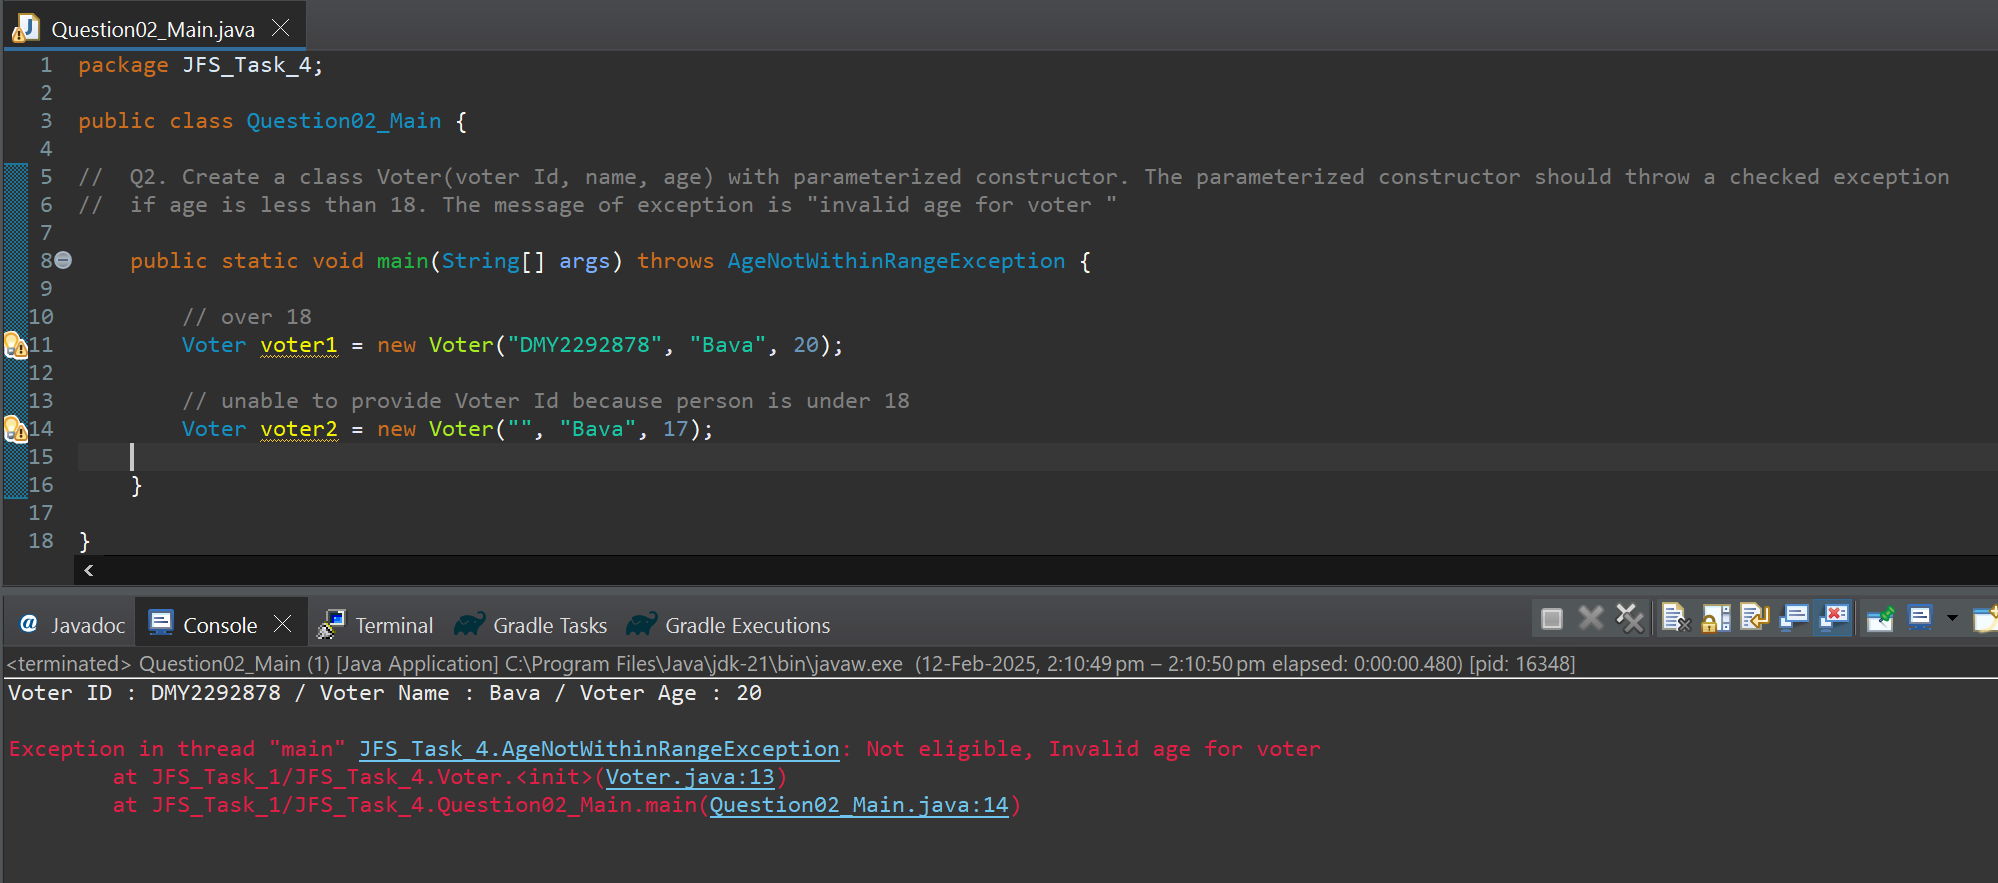 Question02_Main.java
1 package JFS_Task_4;
2
3 public class Question02_Main {
4
5 //  Q2. Create a class Voter(voter Id, name, age) with parameterized constructor. The parameterized constructor should throw a checked exception
6 //  if age is less than 18. The message of exception is "invalid age for voter "
7
8     public static void main(String[] args) throws AgeNotWithinRangeException {
9
10         // over 18
11         Voter voter1 = new Voter("DMY2292878", "Bava", 20);
12
13         // unable to provide Voter Id because person is under 18
14         Voter voter2 = new Voter("", "Bava", 17);
15
16     }
17
18 }
@ Javadoc Console Terminal Gradle Tasks Gradle Executions
<terminated> Question02_Main (1) [Java Application] C:\Program Files\Java\jdk-21\bin\javaw.exe (12-Feb-2025, 2:10:49 pm – 2:10:50 pm elapsed: 0:00:00.480) [pid: 16348]
Voter ID : DMY2292878 / Voter Name : Bava / Voter Age : 20
Exception in thread "main" JFS_Task_4.AgeNotWithinRangeException: Not eligible, Invalid age for voter
        at JFS_Task_1/JFS_Task_4.Voter.<init>(Voter.java:13)
        at JFS_Task_1/JFS_Task_4.Question02_Main.main(Question02_Main.java:14)